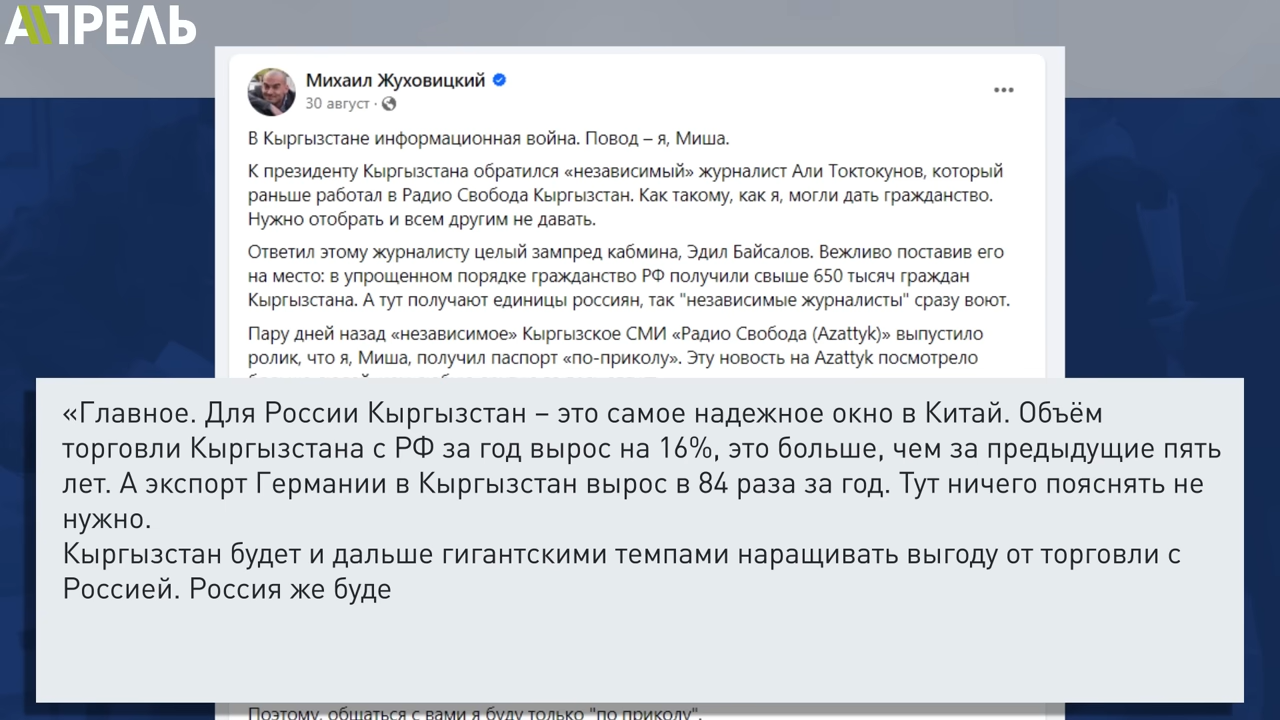 АПРЕЛЬ
Михаил Жуховицкий
30 август ·
В Кыргызстане информационная война. Повод – я, Миша.
К президенту Кыргызстана обратился «независимый» журналист Али Токтокунов, который
раньше работал в Радио Свобода Кыргызстан. Как такому, как я, могли дать гражданство.
Нужно отобрать и всем другим не давать.
Ответил этому журналисту целый зампред кабмина, Эдил Байсалов. Вежливо поставив его
на место: в упрощенном порядке гражданство РФ получили свыше 650 тысяч граждан
Кыргызстана. А тут получают единицы россиян, так "независимые журналисты" сразу воют.
Пару дней назад «независимое» Кыргызское СМИ «Радио Свобода (Azattyk)» выпустило
ролик, что я, Миша, получил паспорт «по-приколу». Эту новость на Azattyk посмотрело
«Главное. Для России Кыргызстан – это самое надежное окно в Китай. Объём
торговли Кыргызстана с РФ за год вырос на 16%, это больше, чем за предыдущие пять
лет. А экспорт Германии в Кыргызстан вырос в 84 раза за год. Тут ничего пояснять не
нужно.
Кыргызстан будет и дальше гигантскими темпами наращивать выгоду от торговли с
Россией. Россия же буде
Поэтому, общаться с вами я буду только "по приколу".